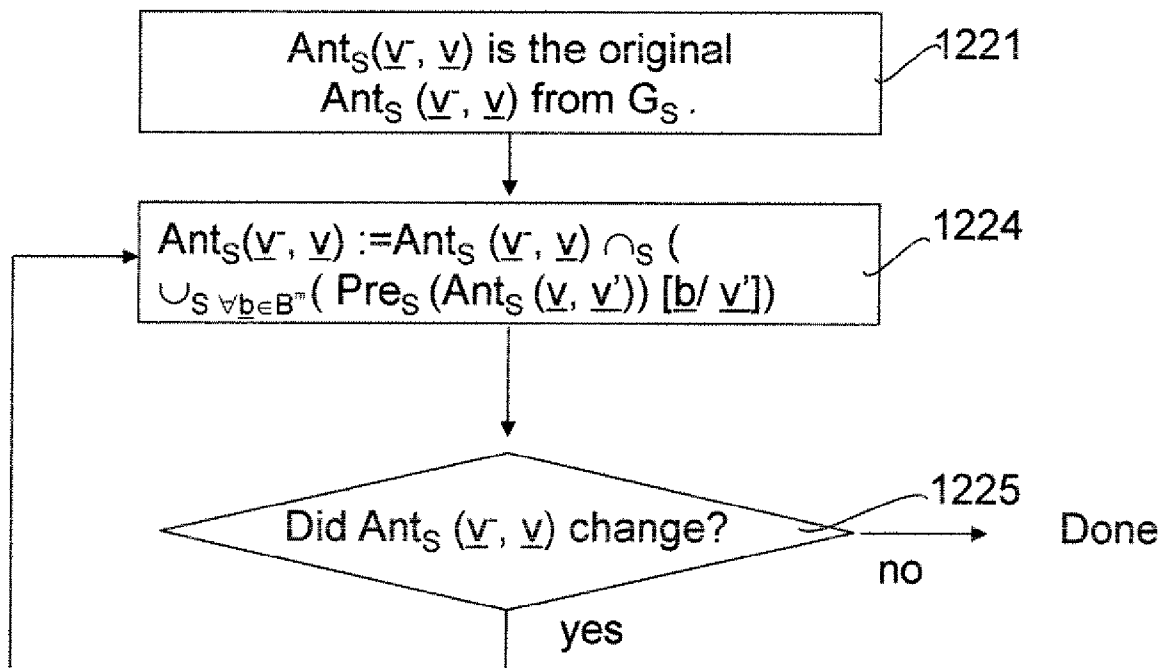 Ant_S(v⁻, v) is the original
Ant_S (v⁻, v) from G_S .
1221
Ant_S(v⁻, v) :=Ant_S (v⁻, v) ∩_S (
∪_S ∀b∈Bᵐ( Pre_S (Ant_S (v, v')) [b/ v'])
1224
Did Ant_S (v⁻, v) change?
1225
Done
no
yes